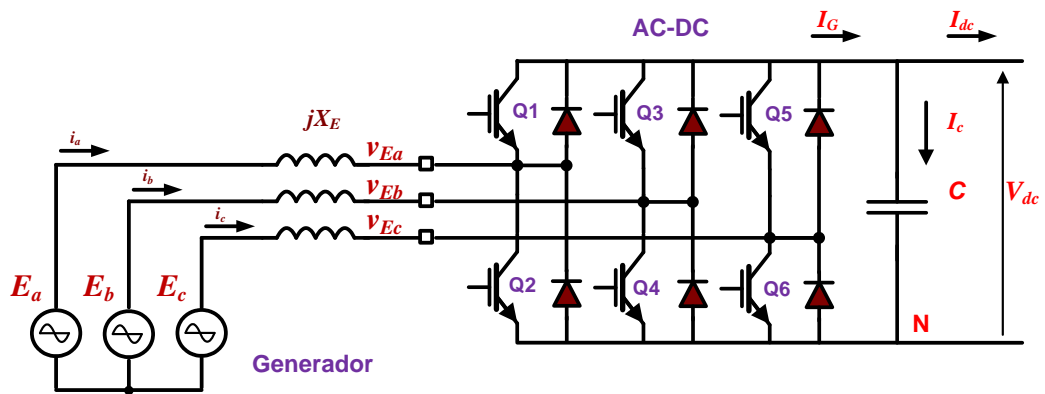 AC-DC
I_G
I_dc
Q1
Q3
Q5
jX_E
I_c
i_a
v_Ea
i_b
v_Eb
C
V_dc
i_c
v_Ec
E_a
E_b
E_c
Q2
Q4
Q6
N
Generador